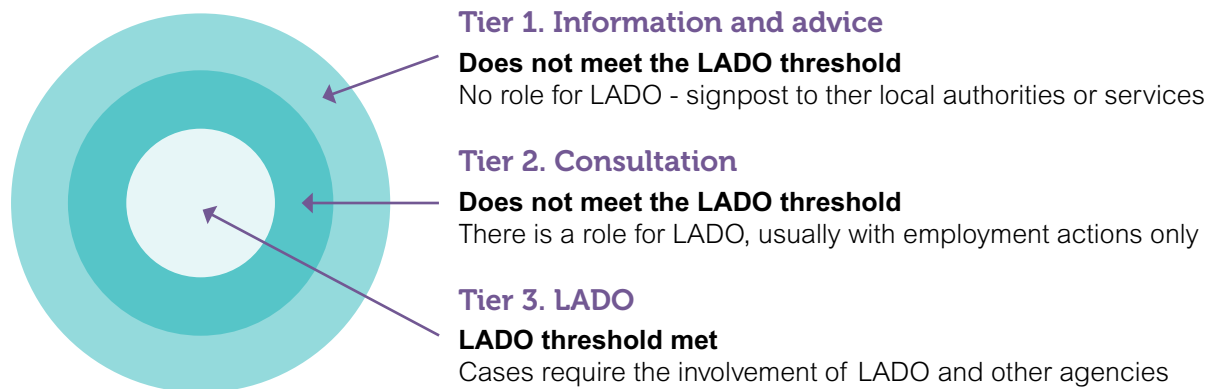 Tier 1. Information and advice
Does not meet the LADO threshold
No role for LADO - signpost to ther local authorities or services
Tier 2. Consultation
Does not meet the LADO threshold
There is a role for LADO, usually with employment actions only
Tier 3. LADO
LADO threshold met
Cases require the involvement of LADO and other agencies